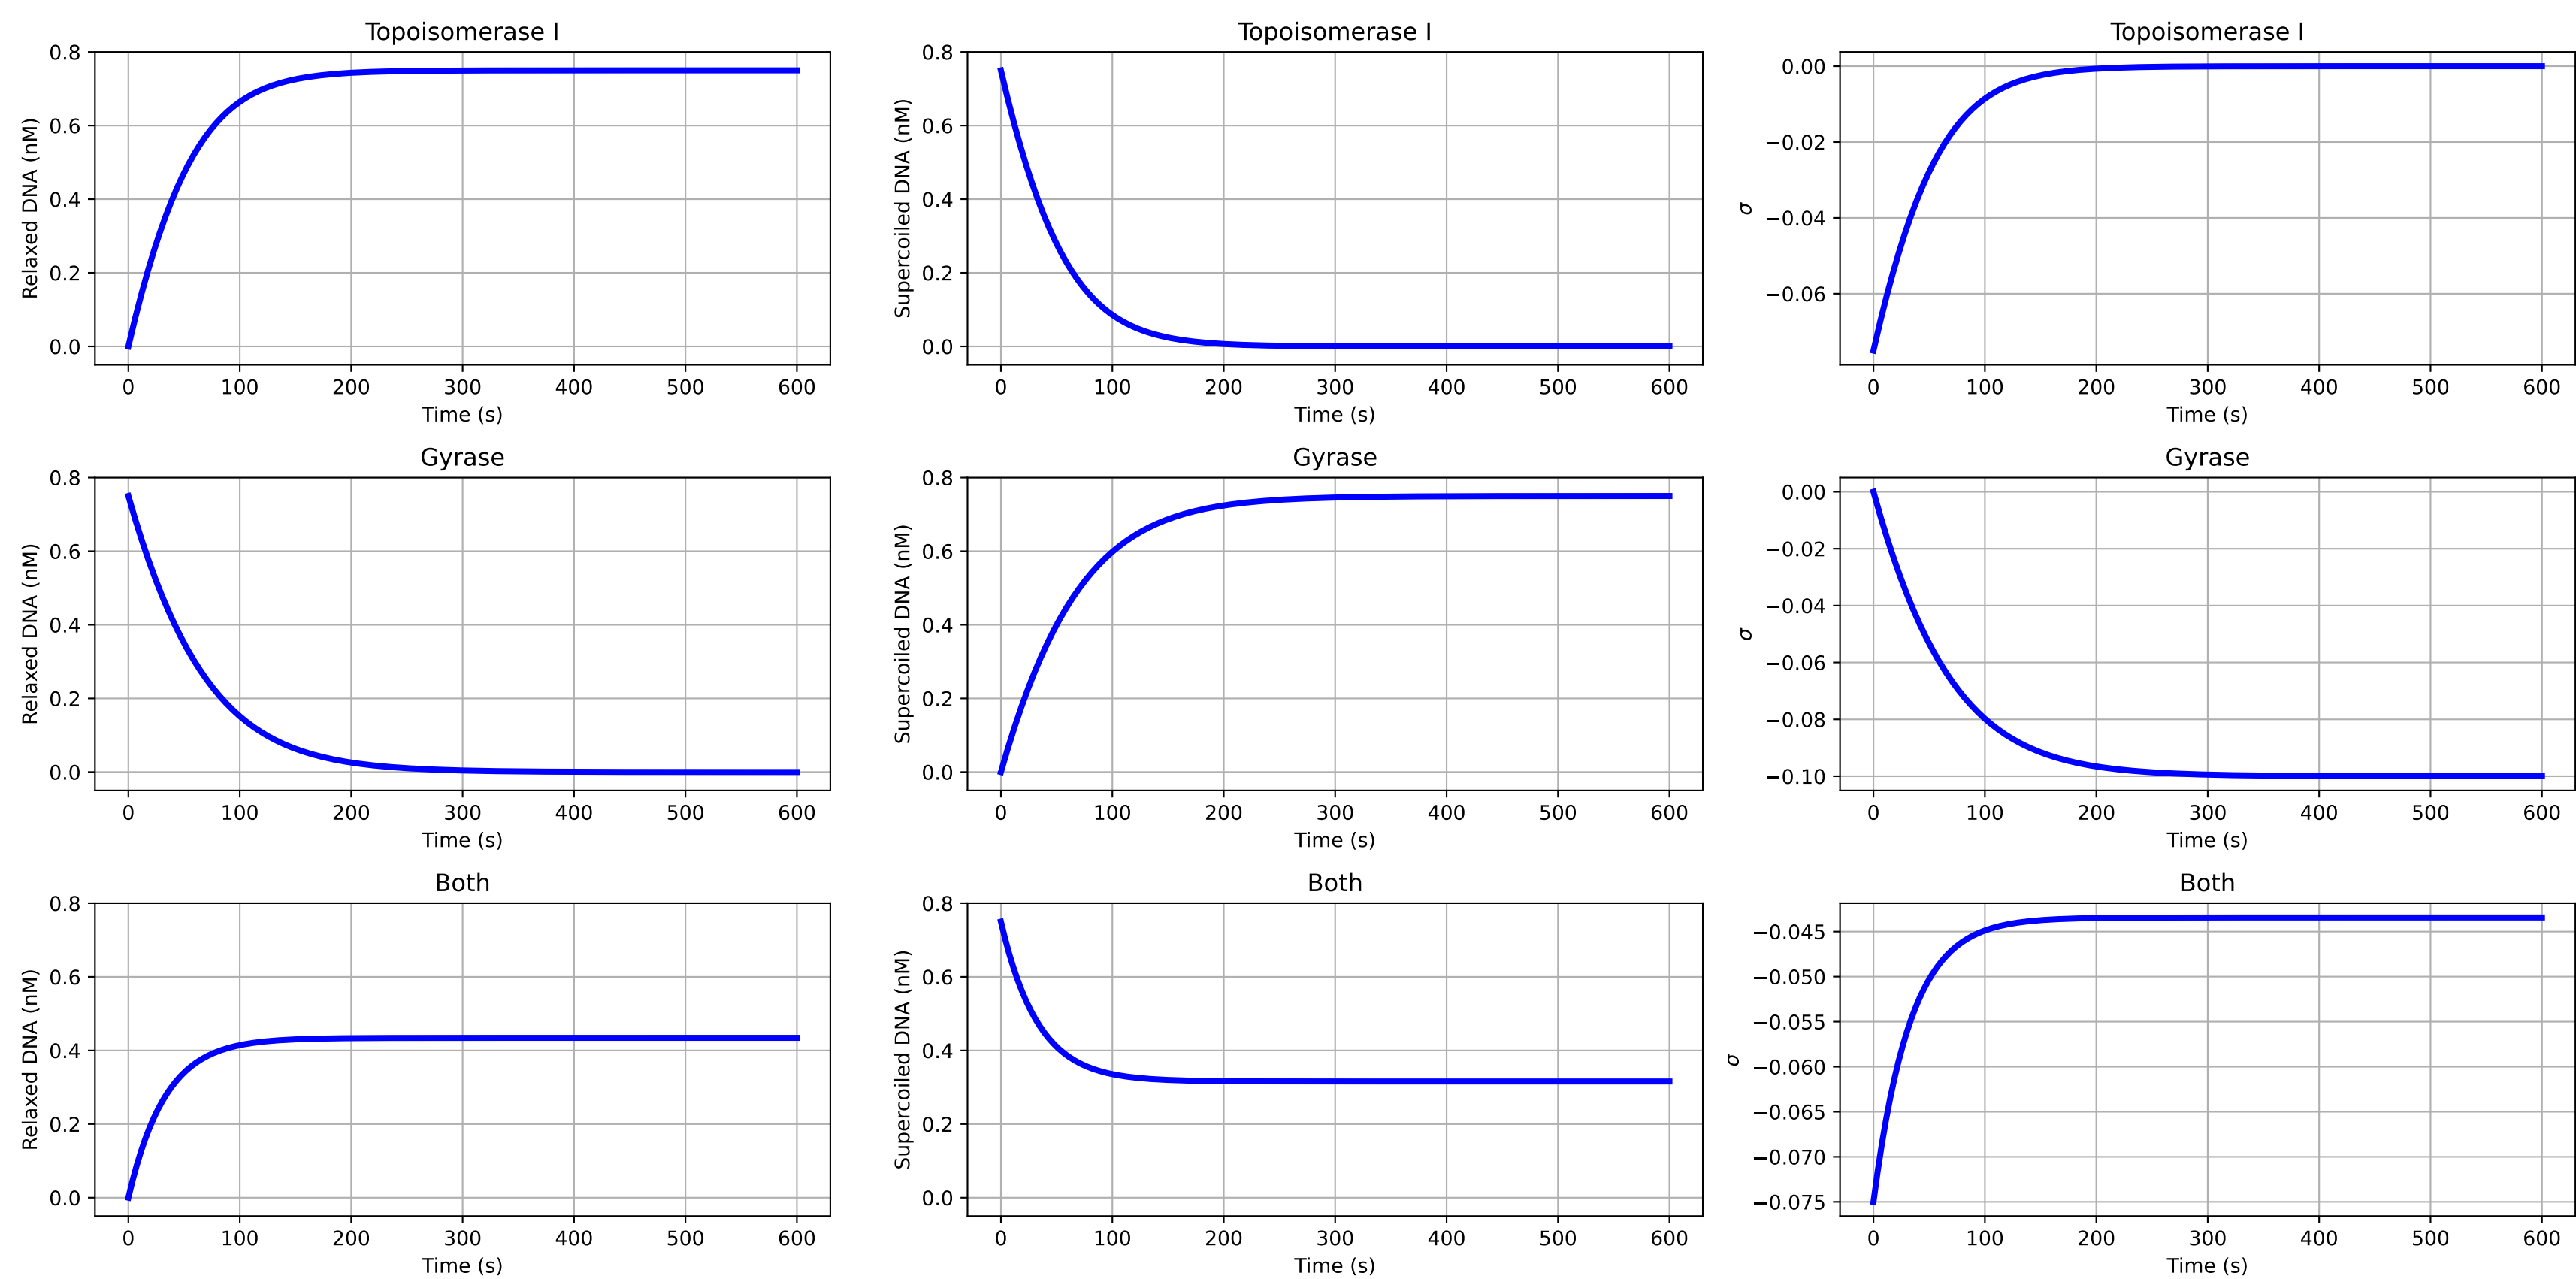 Topoisomerase I
Relaxed DNA (nM)
0.8
0.6
0.4
0.2
0.0
0 100 200 300 400 500 600
Time (s)
Topoisomerase I
Supercoiled DNA (nM)
0.8
0.6
0.4
0.2
0.0
0 100 200 300 400 500 600
Time (s)
Topoisomerase I
σ
0.00
−0.02
−0.04
−0.06
0 100 200 300 400 500 600
Time (s)
Gyrase
Relaxed DNA (nM)
0.8
0.6
0.4
0.2
0.0
0 100 200 300 400 500 600
Time (s)
Gyrase
Supercoiled DNA (nM)
0.8
0.6
0.4
0.2
0.0
0 100 200 300 400 500 600
Time (s)
Gyrase
σ
0.00
−0.02
−0.04
−0.06
−0.08
−0.10
0 100 200 300 400 500 600
Time (s)
Both
Relaxed DNA (nM)
0.8
0.6
0.4
0.2
0.0
0 100 200 300 400 500 600
Time (s)
Both
Supercoiled DNA (nM)
0.8
0.6
0.4
0.2
0.0
0 100 200 300 400 500 600
Time (s)
Both
σ
−0.045
−0.050
−0.055
−0.060
−0.065
−0.070
−0.075
0 100 200 300 400 500 600
Time (s)